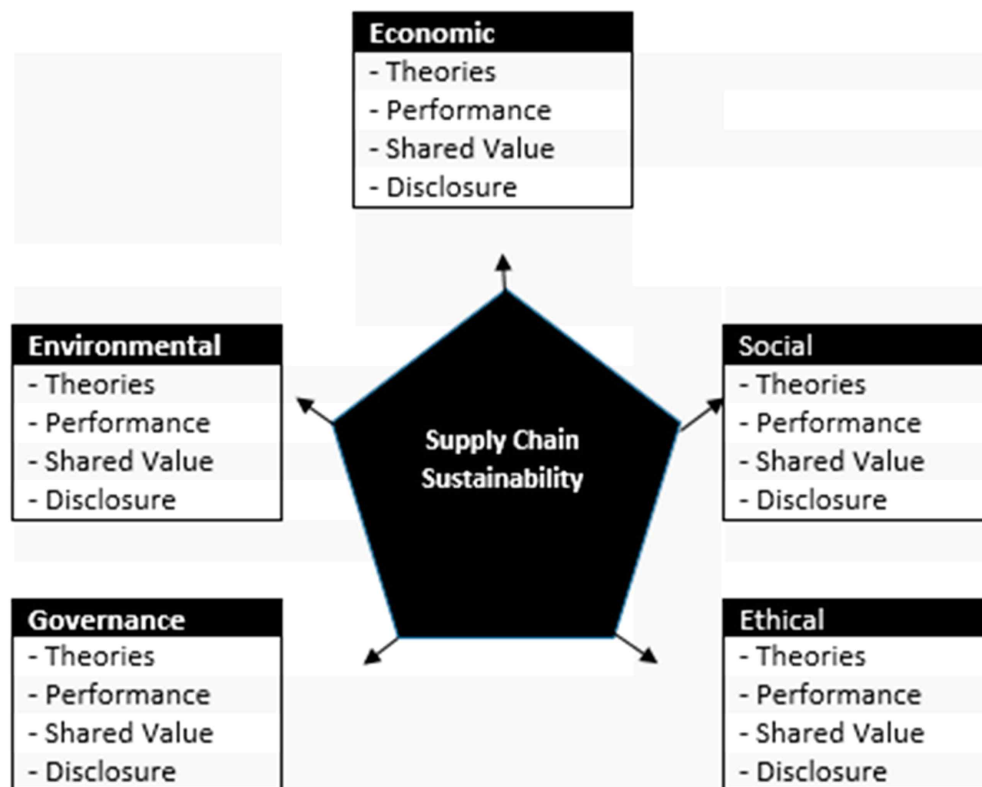 Economic
- Theories
- Performance
- Shared Value
- Disclosure
Environmental
- Theories
- Performance
- Shared Value
- Disclosure
Supply Chain
Sustainability
Social
- Theories
- Performance
- Shared Value
- Disclosure
Governance
- Theories
- Performance
- Shared Value
- Disclosure
Ethical
- Theories
- Performance
- Shared Value
- Disclosure